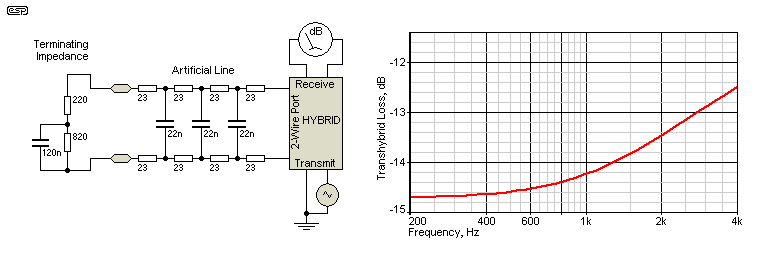 esp
dB
Terminating
Impedance
Artificial Line
Receive
23 23 23 23
220
2-Wire Port
HYBRID
22n 22n 22n
820
120n
23 23 23 23
Transmit
Transhybrid Loss, dB
-12
-13
-14
-15
200 400 600 1k 2k 4k
Frequency, Hz